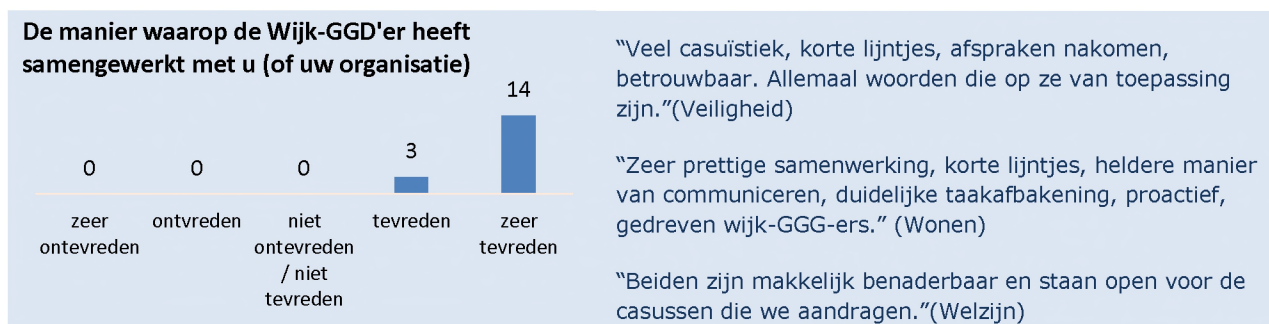 De manier waarop de Wijk-GGD'er heeft
samengewerkt met u (of uw organisatie)
14
3
0 0 0
zeer ontvreden niet tevreden zeer
ontevreden ontevreden tevreden
/ niet
tevreden
“Veel casuïstiek, korte lijntjes, afspraken nakomen,
betrouwbaar. Allemaal woorden die op ze van toepassing
zijn.”(Veiligheid)
“Zeer prettige samenwerking, korte lijntjes, heldere manier
van communiceren, duidelijke taakafbakening, proactief,
gedreven wijk-GGG-ers.” (Wonen)
“Beiden zijn makkelijk benaderbaar en staan open voor de
casussen die we aandragen.”(Welzijn)